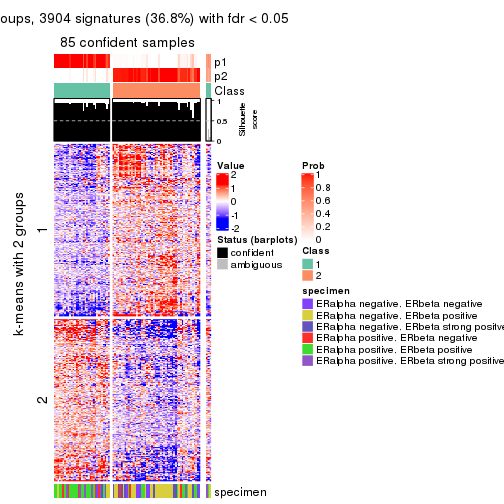 oups, 3904 signatures (36.8%) with fdr < 0.05
85 confident samples
p1
p2
Class
1
0.5
0
Silhouette
score
k-means with 2 groups
1
2
Value
2
1
0
-1
-2
Status (barplots)
confident
ambiguous
Prob
1
0.8
0.6
0.4
0.2
0
Class
1
2
specimen
ERalpha negative. ERbeta negative
ERalpha negative. ERbeta positive
ERalpha negative. ERbeta strong positive
ERalpha positive. ERbeta negative
ERalpha positive. ERbeta positive
ERalpha positive. ERbeta strong positive
specimen